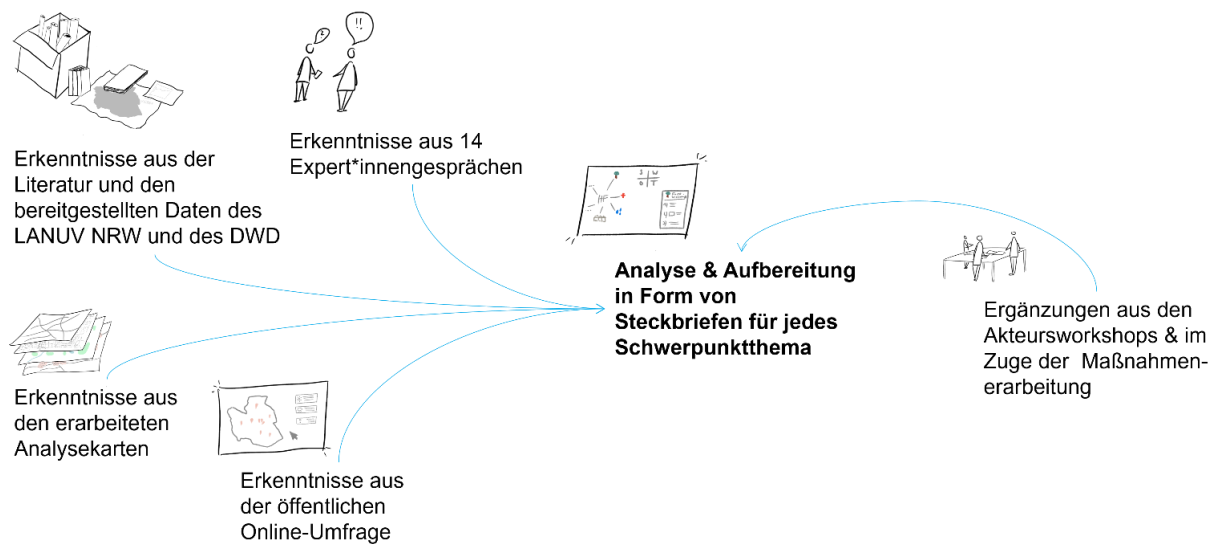 !!
Erkenntnisse aus 14
Expert*innengesprächen
Erkenntnisse aus der
Literatur und den
bereitgestellten Daten des
LANUV NRW und des DWD
S W
O T
HF
Analyse & Aufbereitung
in Form von
Steckbriefen für jedes
Schwerpunktthema
Ergänzungen aus den
Akteursworkshops & im
Zuge der Maßnahmen-
erarbeitung
Erkenntnisse aus
den erarbeiteten
Analysekarten
Erkenntnisse aus
der öffentlichen
Online-Umfrage